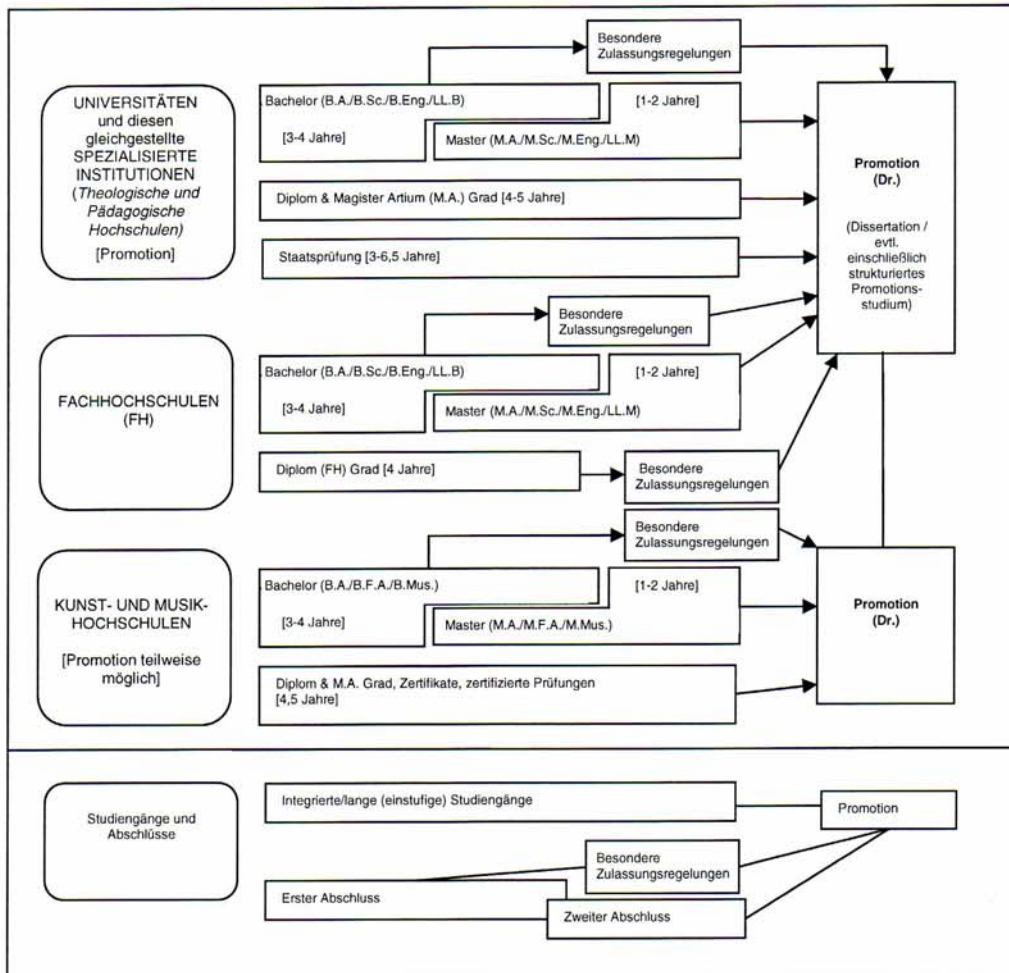 Besondere
Zulassungsregelungen
UNIVERSITÄTEN
und diesen
gleichgestellte
SPEZIALISIERTE
INSTITUTIONEN
(Theologische und
Pädagogische
Hochschulen)
[Promotion]
Bachelor (B.A./B.Sc./B.Eng./LL.B)
[3-4 Jahre]
[1-2 Jahre]
Master (M.A./M.Sc./M.Eng./LL.M)
Diplom & Magister Artium (M.A.) Grad [4-5 Jahre]
Staatsprüfung [3-6,5 Jahre]
Promotion
(Dr.)
(Dissertation /
evtl.
einschließlich
strukturiertes
Promotions-
studium)
FACHHOCHSCHULEN
(FH)
Besondere
Zulassungsregelungen
Bachelor (B.A./B.Sc./B.Eng./LL.B)
[3-4 Jahre]
[1-2 Jahre]
Master (M.A./M.Sc./M.Eng./LL.M)
Diplom (FH) Grad [4 Jahre]
Besondere
Zulassungsregelungen
KUNST- UND MUSIK-
HOCHSCHULEN
[Promotion teilweise
möglich]
Besondere
Zulassungsregelungen
Bachelor (B.A./B.F.A./B.Mus.)
[3-4 Jahre]
[1-2 Jahre]
Master (M.A./M.F.A./M.Mus.)
Diplom & M.A. Grad, Zertifikate, zertifizierte Prüfungen
[4,5 Jahre]
Promotion
(Dr.)
Studiengänge und
Abschlüsse
Integrierte/lange (einstufige) Studiengänge
Promotion
Besondere
Zulassungsregelungen
Erster Abschluss
Zweiter Abschluss